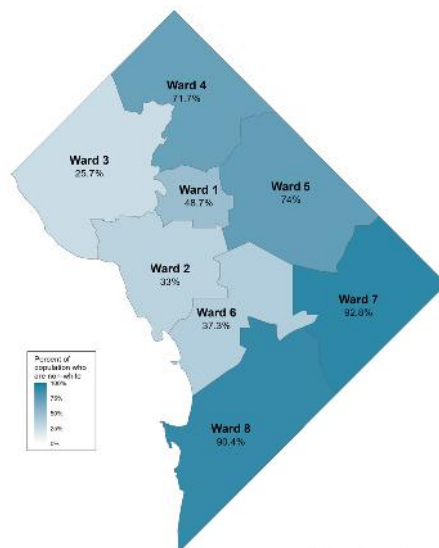 Ward 4
71.7%
Ward 3
25.7%
Ward 1
48.7%
Ward 5
74%
Ward 2
33%
Ward 6
37.3%
Ward 7
92.8%
Ward 8
90.4%
Percent of
population who
are non-white
100%
75%
50%
25%
0%